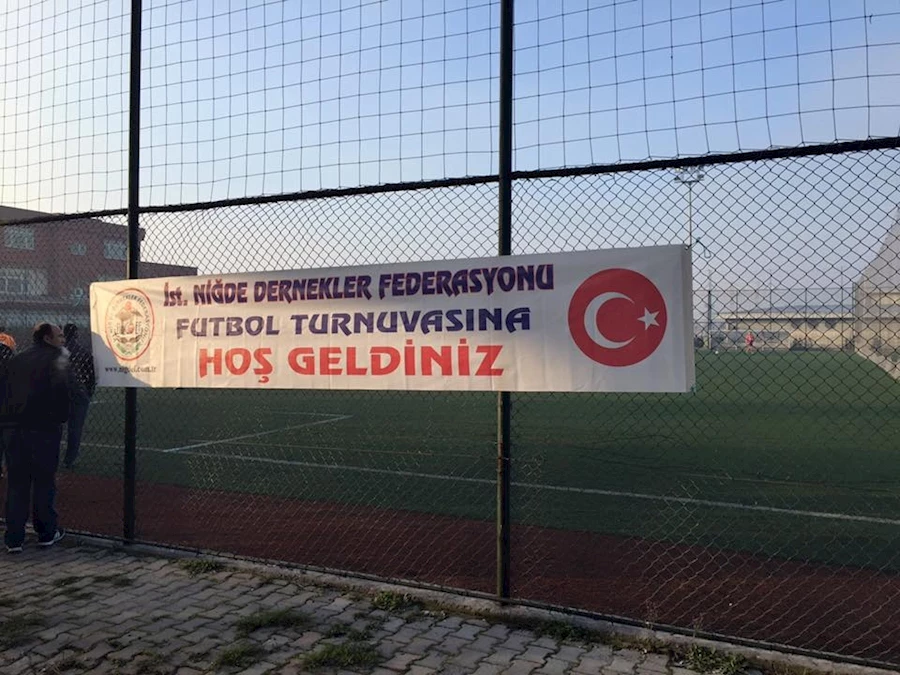 İst. NİĞDE DERNEKLER FEDERASYONU
FUTBOL TURNUVASINA
HOŞ GELDİNİZ